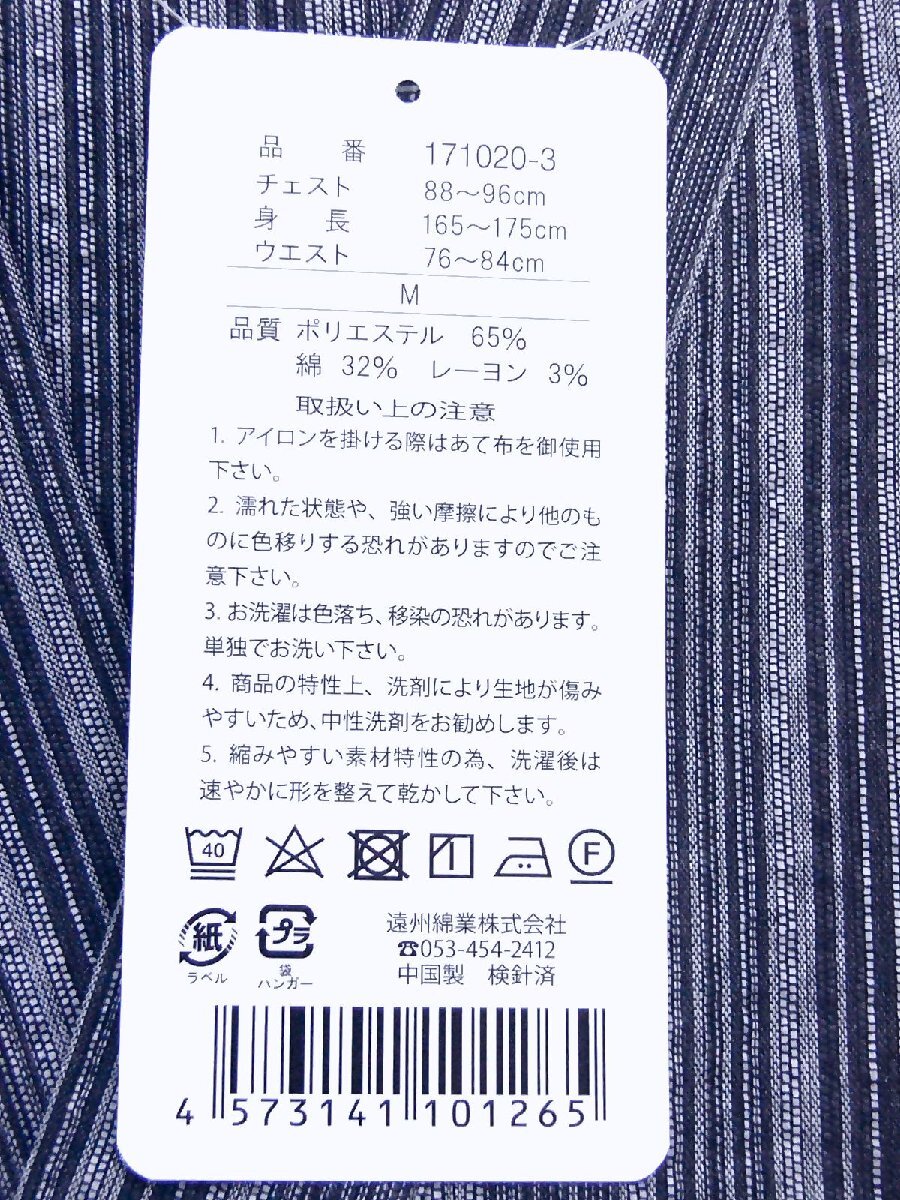 品番 171020-3
チェスト 88～96cm
身長 165～175cm
ウエスト 76～84cm
M
品質 ポリエステル 65%
綿 32% レーヨン 3%
取扱い上の注意
1. アイロンを掛ける際はあて布を御使用
下さい。
2. 濡れた状態や、強い摩擦により他のも
のに色移りする恐れがありますのでご注
意下さい。
3. お洗濯は色落ち、移染の恐れがあります。
単独でお洗い下さい。
4. 商品の特性上、洗剤により生地が傷み
やすいため、中性洗剤をお勧めします。
5. 縮みやすい素材特性の為、洗濯後は
速やかに形を整えて乾かして下さい。
40 F
紙 プラ
ラベル 袋
ハンガー
遠州綿業株式会社
☎053-454-2412
中国製 検針済
4 573141 101265